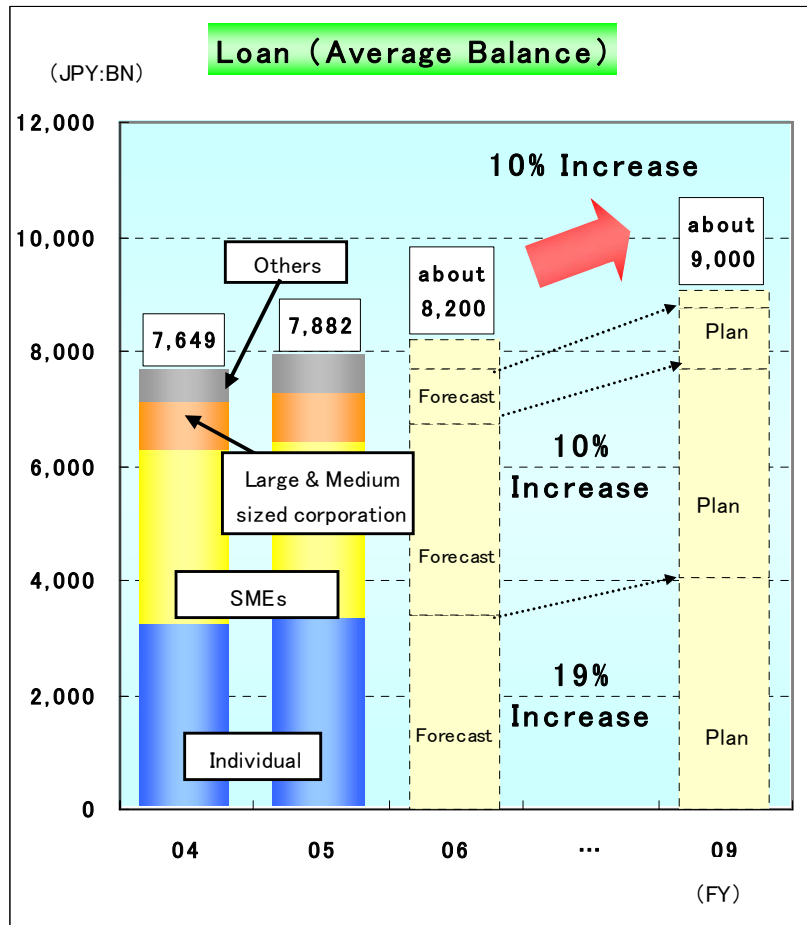 Loan (Average Balance)
(JPY:BN)
12,000
10,000
8,000
6,000
4,000
2,000
0
10% Increase
about
9,000
about
8,200
Others
7,649
7,882
Plan
Forecast
10%
Increase
Large & Medium
sized corporation
Plan
Forecast
SMEs
19%
Increase
Forecast
Plan
Individual
04
05
06
...
09
(FY)